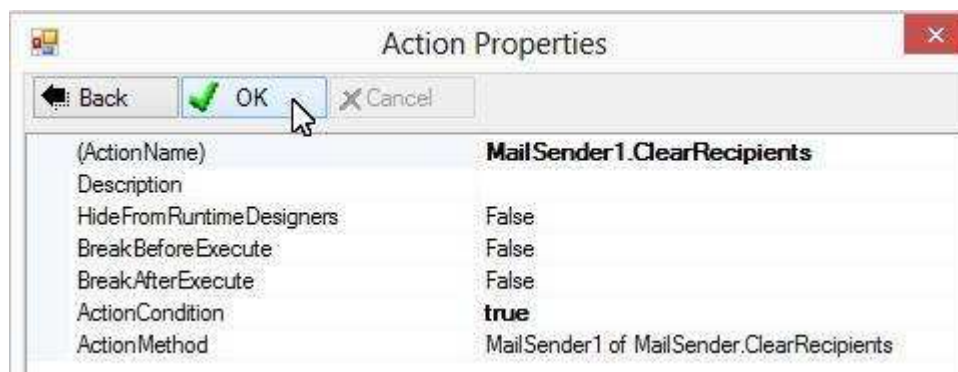 Action Properties
Back OK Cancel
(ActionName) MailSender1.ClearRecipients
Description
HideFromRuntimeDesigners False
BreakBeforeExecute False
BreakAfterExecute False
ActionCondition true
ActionMethod MailSender1 of MailSender.ClearRecipients